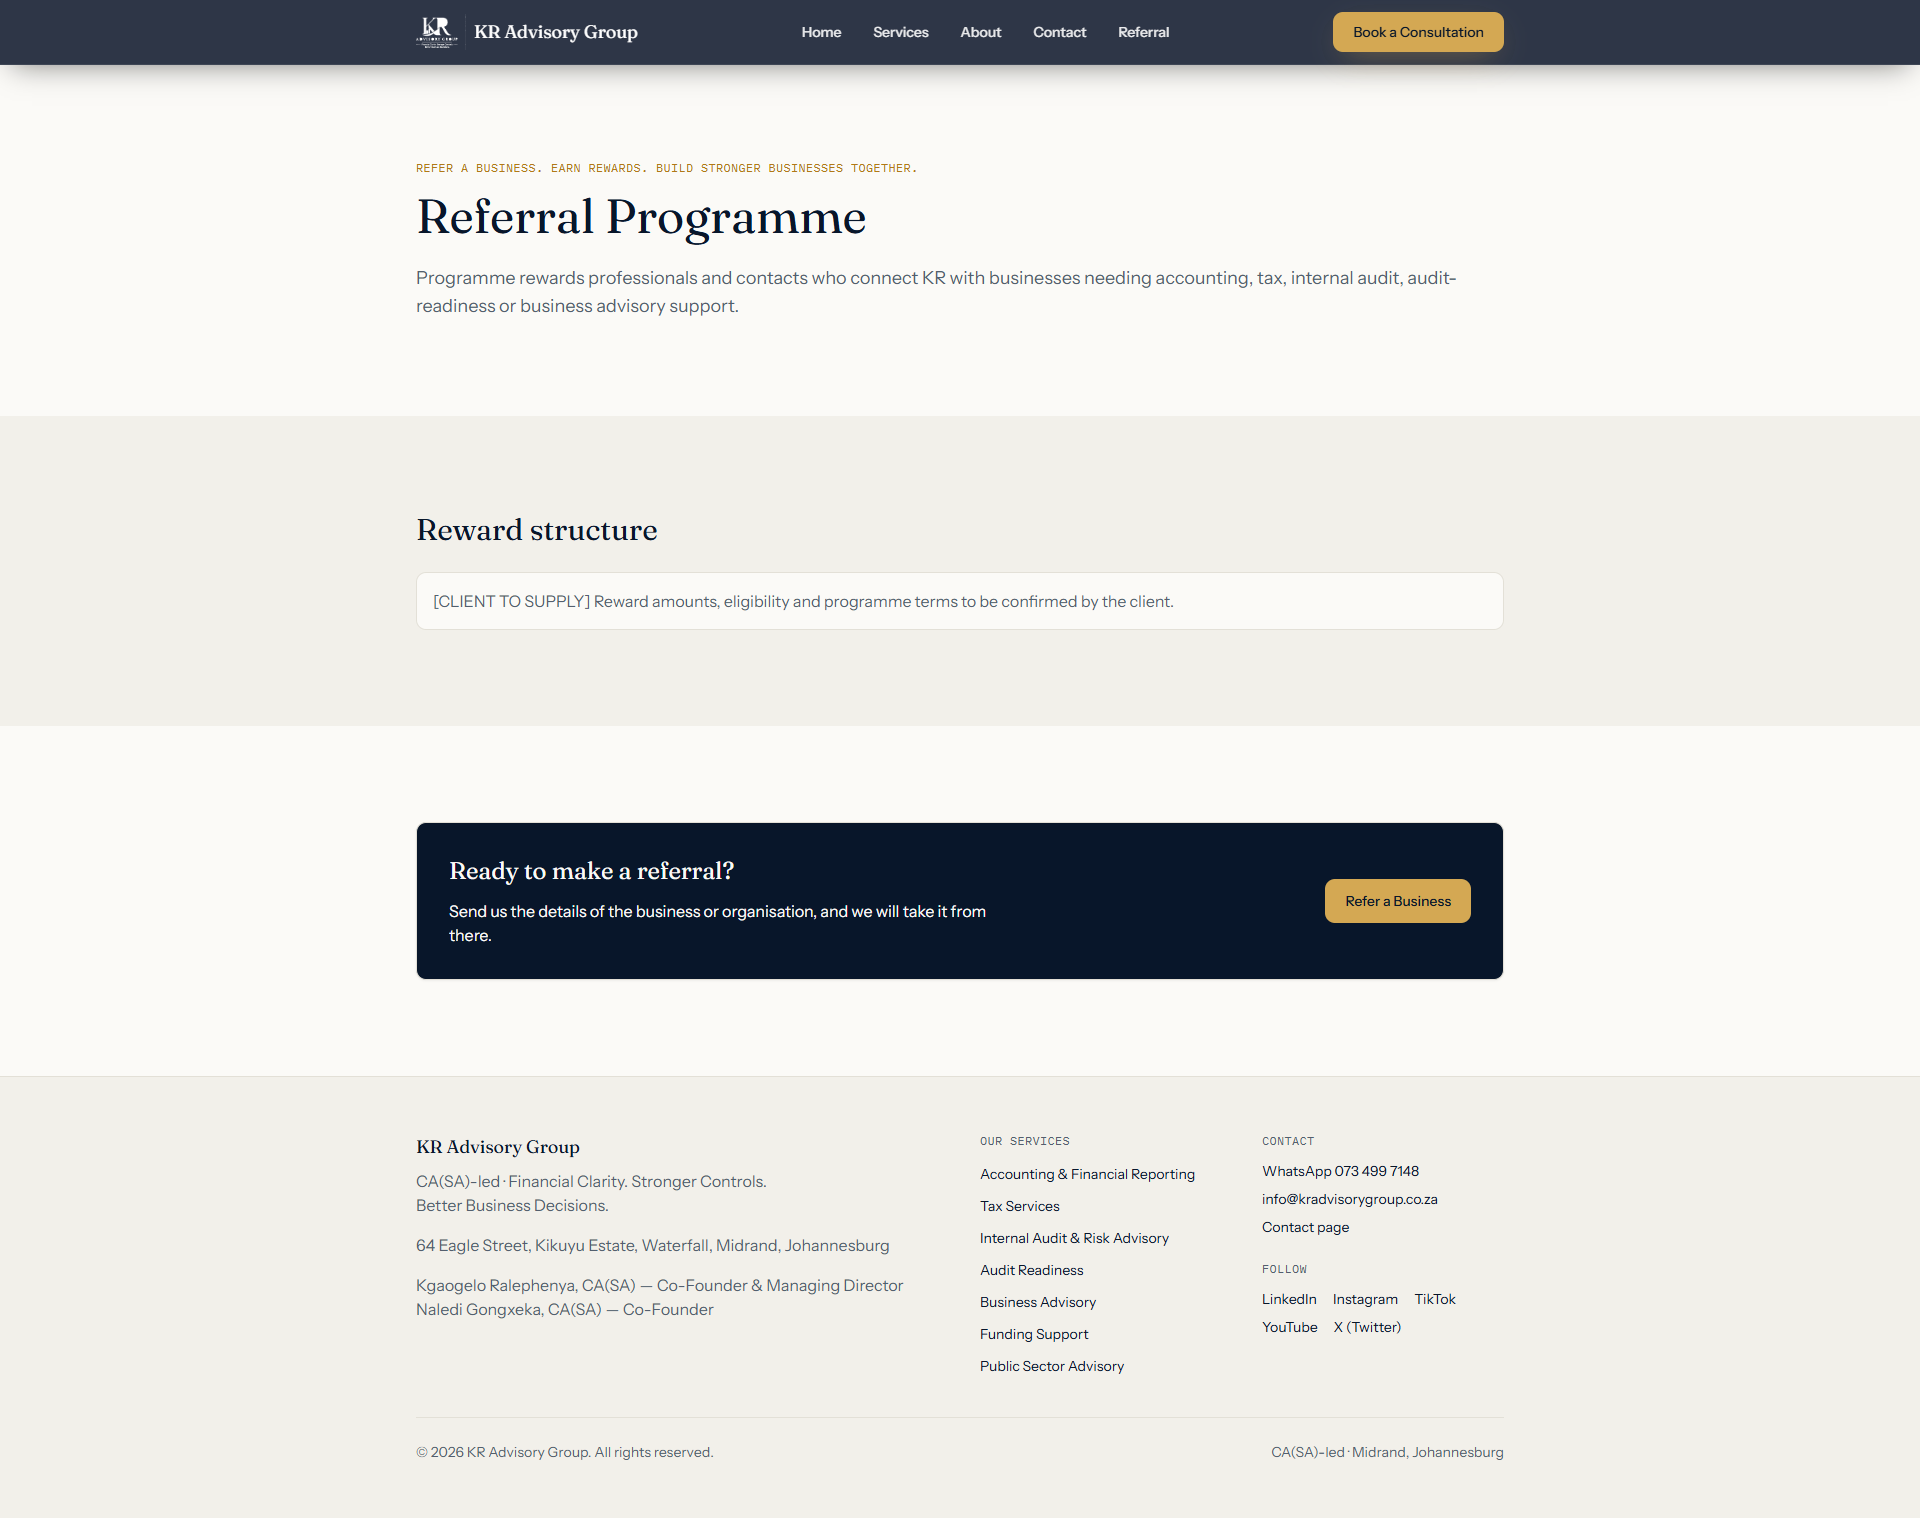 KR
ADVISORY GROUP
KR Advisory Group
Home
Services
About
Contact
Referral
Book a Consultation
REFER A BUSINESS. EARN REWARDS. BUILD STRONGER BUSINESSES TOGETHER.
Referral Programme
Programme rewards professionals and contacts who connect KR with businesses needing accounting, tax, internal audit, audit-
readiness or business advisory support.
Reward structure
[CLIENT TO SUPPLY] Reward amounts, eligibility and programme terms to be confirmed by the client.
Ready to make a referral?
Send us the details of the business or organisation, and we will take it from
there.
Refer a Business
KR Advisory Group
CA(SA)-led · Financial Clarity. Stronger Controls.
Better Business Decisions.
64 Eagle Street, Kikuyu Estate, Waterfall, Midrand, Johannesburg
Kgaogelo Ralephenya, CA(SA) — Co-Founder & Managing Director
Naledi Gongxeka, CA(SA) — Co-Founder
OUR SERVICES
Accounting & Financial Reporting
Tax Services
Internal Audit & Risk Advisory
Audit Readiness
Business Advisory
Funding Support
Public Sector Advisory
CONTACT
WhatsApp 073 499 7148
info@kradvisorygroup.co.za
Contact page
FOLLOW
LinkedIn Instagram TikTok
YouTube X (Twitter)
© 2026 KR Advisory Group. All rights reserved.
CA(SA)-led · Midrand, Johannesburg